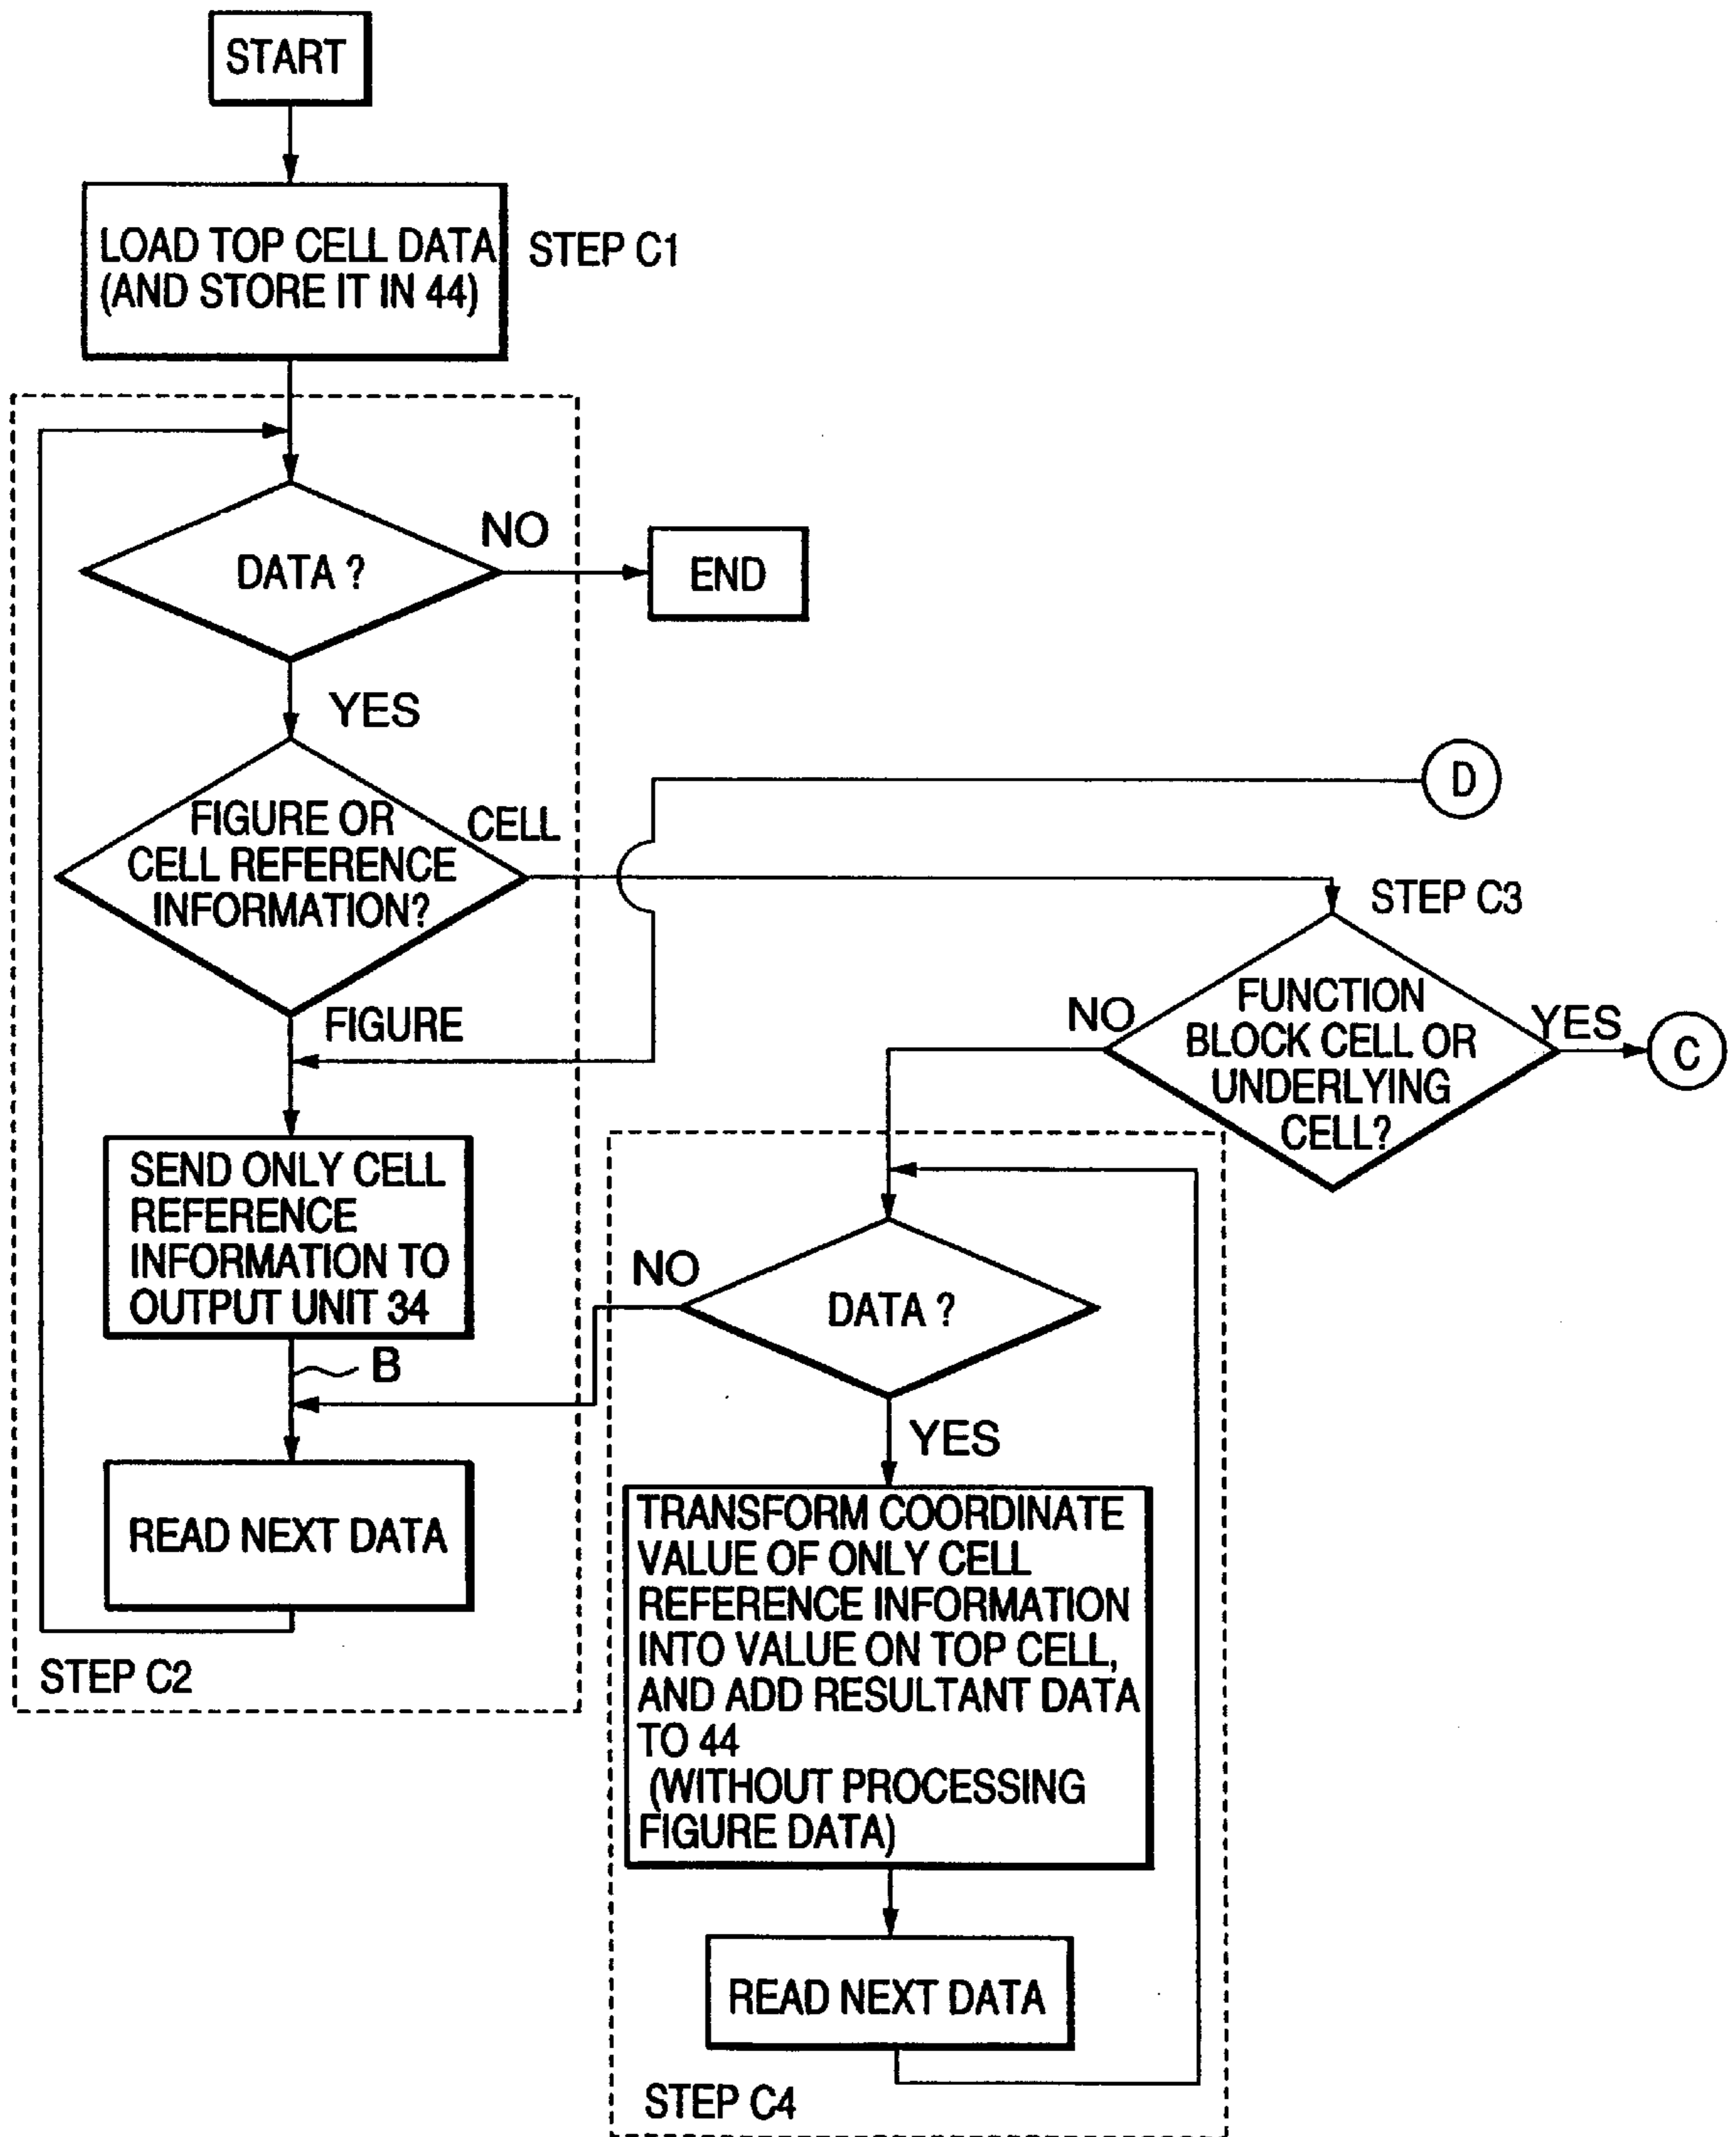 START
LOAD TOP CELL DATA
(AND STORE IT IN 44)
STEP C1
DATA ?
NO
END
YES
FIGURE OR
CELL REFERENCE
INFORMATION?
CELL
D
STEP C3
FUNCTION
BLOCK CELL OR
UNDERLYING
CELL?
NO
YES
C
FIGURE
SEND ONLY CELL
REFERENCE
INFORMATION TO
OUTPUT UNIT 34
B
READ NEXT DATA
STEP C2
DATA ?
NO
YES
TRANSFORM COORDINATE
VALUE OF ONLY CELL
REFERENCE INFORMATION
INTO VALUE ON TOP CELL,
AND ADD RESULTANT DATA
TO 44
(WITHOUT PROCESSING
FIGURE DATA)
READ NEXT DATA
STEP C4